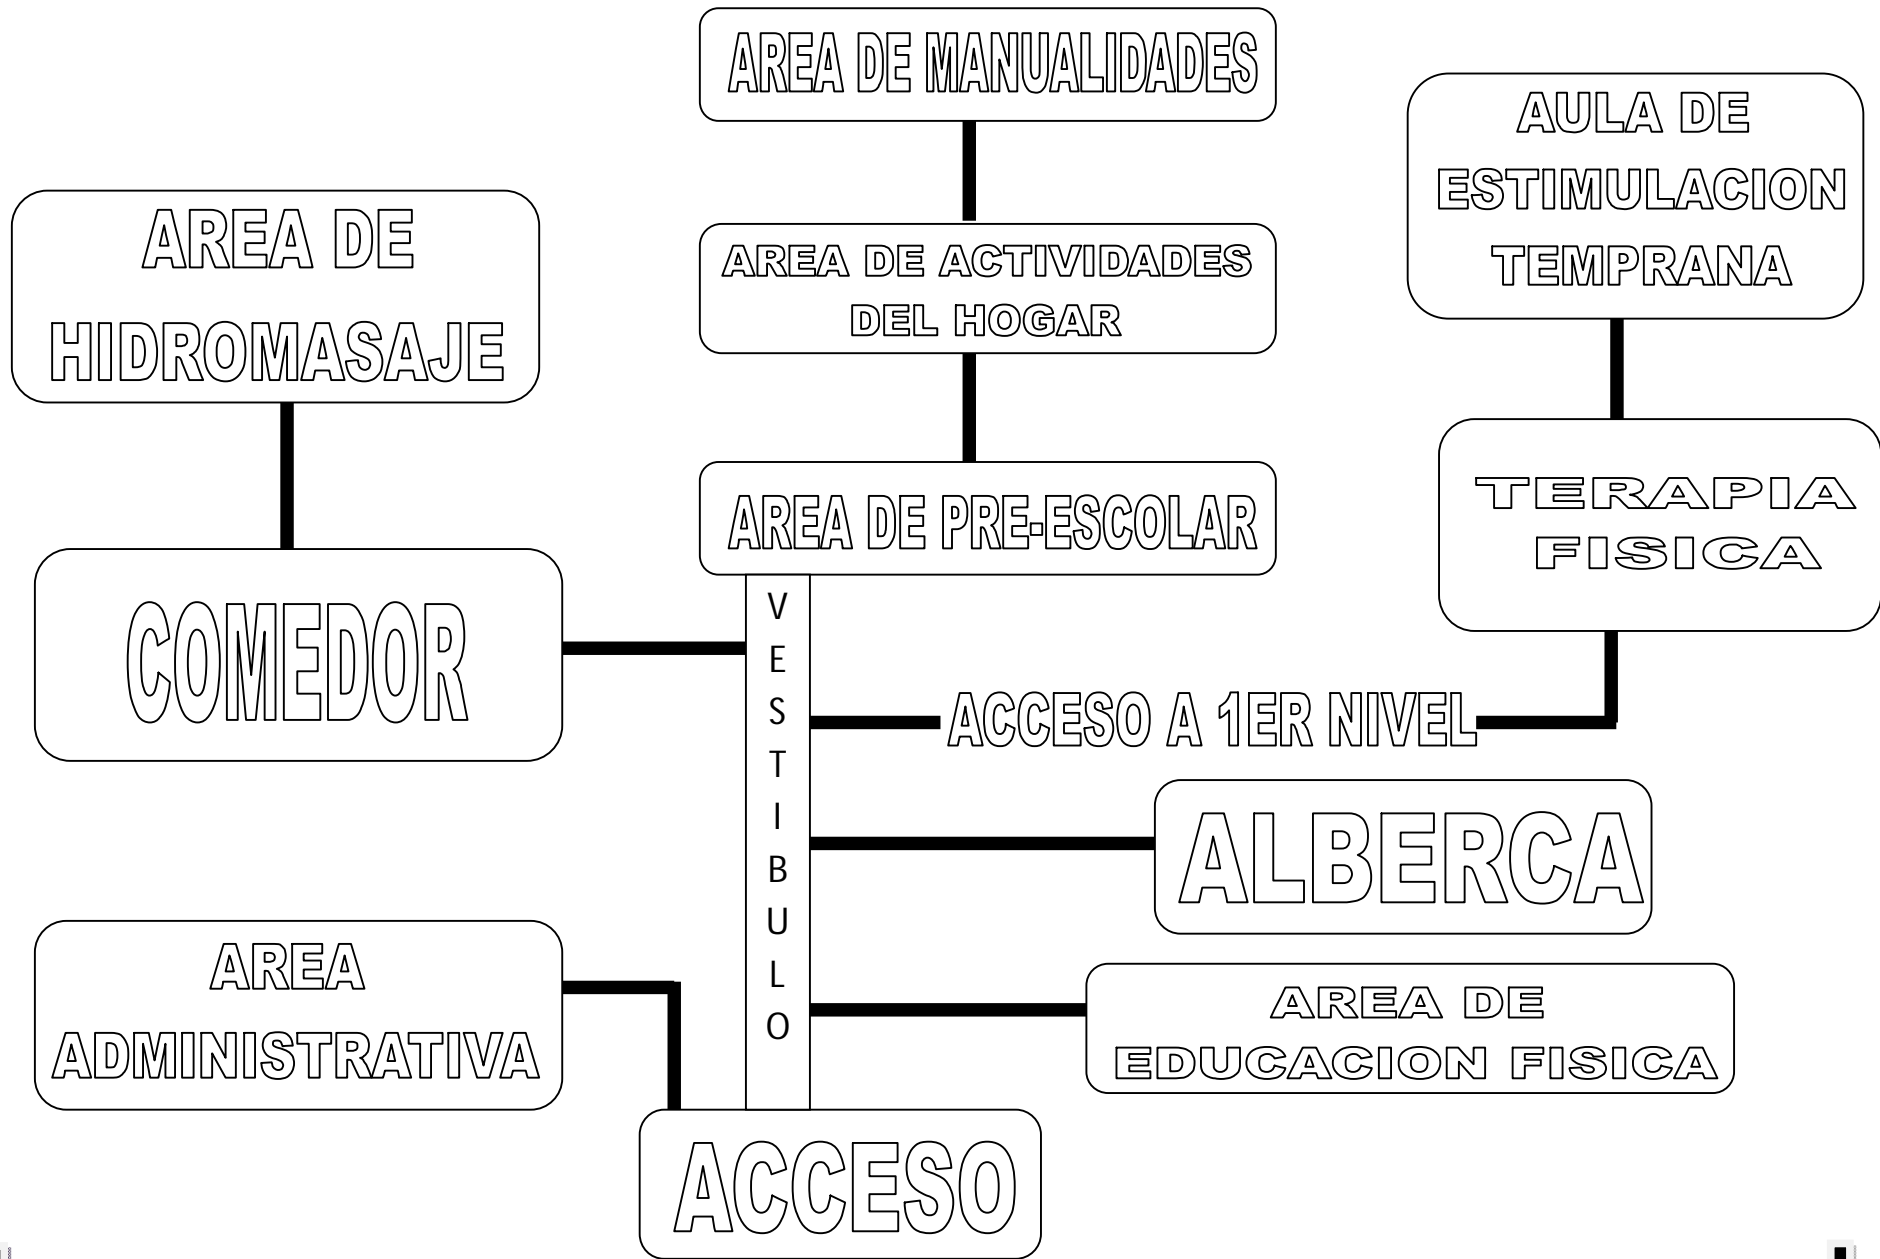 AREA DE MANUALIDADES
AULA DE
ESTIMULACION
TEMPRANA
AREA DE
HIDROMASAJE
AREA DE ACTIVIDADES
DEL HOGAR
TERAPIA
FISICA
AREA DE PRE-ESCOLAR
COMEDOR
V
E
S
T
I
B
U
L
O
ACCESO A 1ER NIVEL
ALBERCA
AREA
ADMINISTRATIVA
AREA DE
EDUCACION FISICA
ACCESO